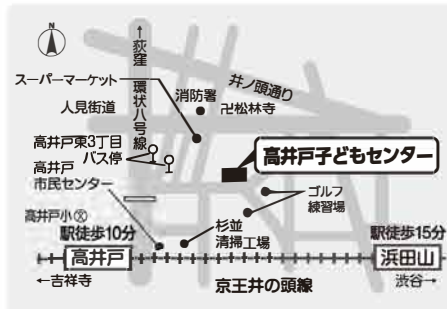 N
↑荻窪
環状八号線
井ノ頭通り
スーパーマーケット
消防署
人見街道
卍松林寺
高井戸東3丁目
バス停
高井戸
高井戸子どもセンター
市民センター
ゴルフ
練習場
高井戸小㊫
杉並
清掃工場
駅徒歩10分
駅徒歩15分
高井戸
浜田山
←吉祥寺
京王井の頭線
渋谷→